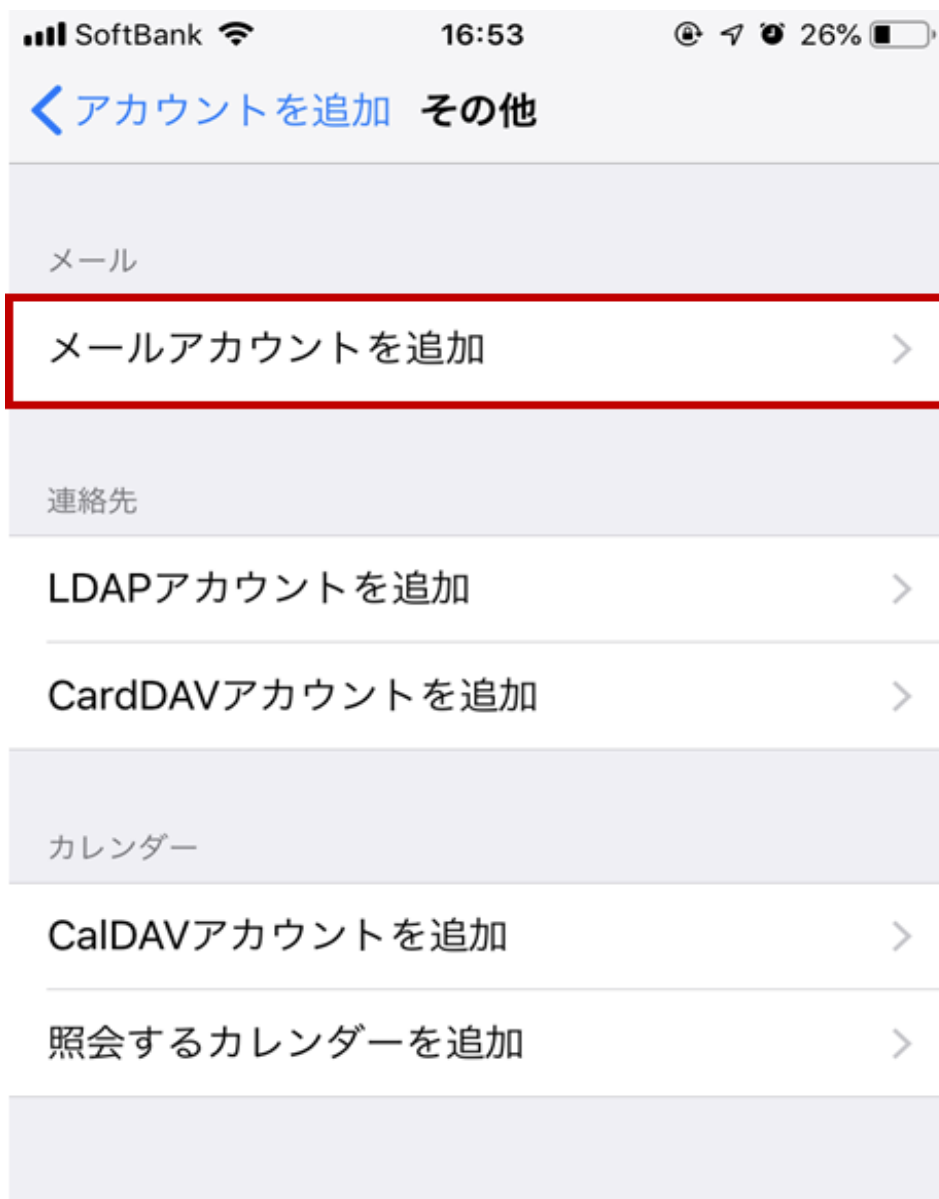 SoftBank 16:53 26%
アカウントを追加 その他
メール
メールアカウントを追加
連絡先
LDAPアカウントを追加
CardDAVアカウントを追加
カレンダー
CalDAVアカウントを追加
照会するカレンダーを追加